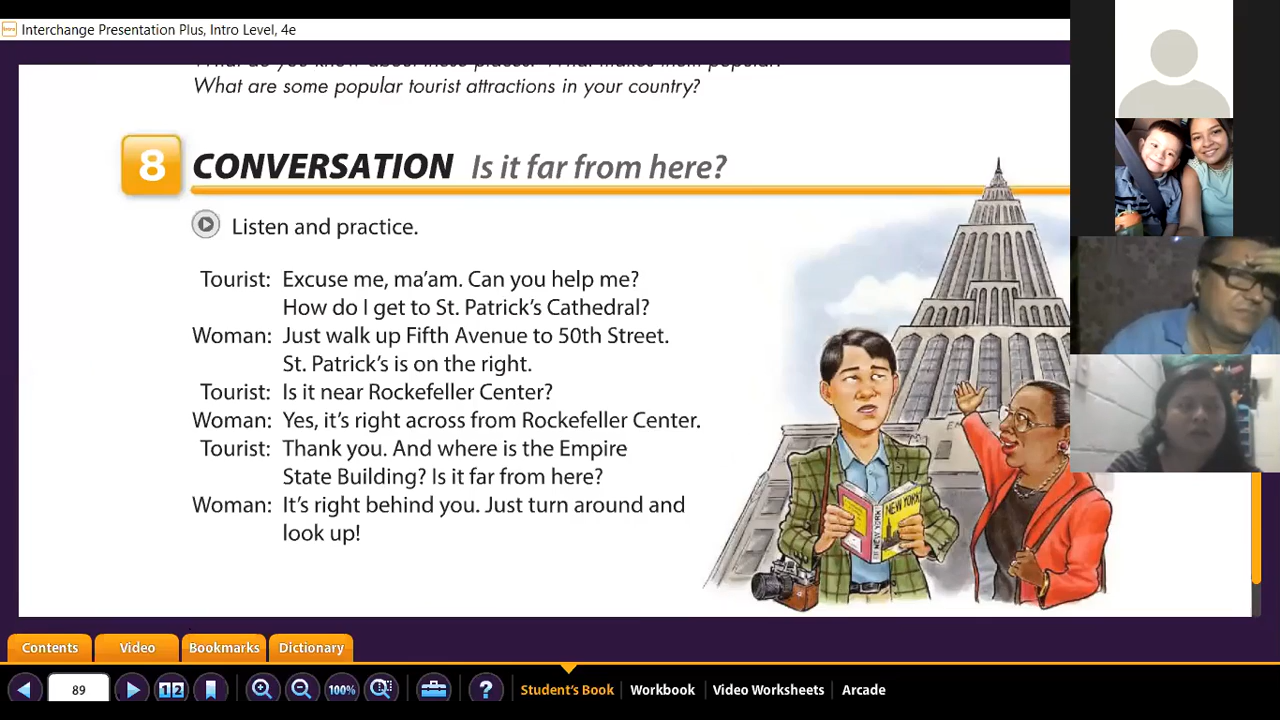 Interchange Presentation Plus, Intro Level, 4e
What are some popular tourist attractions in your country?
8 CONVERSATION Is it far from here?
Listen and practice.
Tourist: Excuse me, ma'am. Can you help me?
How do I get to St. Patrick's Cathedral?
Woman: Just walk up Fifth Avenue to 50th Street.
St. Patrick's is on the right.
Tourist: Is it near Rockefeller Center?
Woman: Yes, it's right across from Rockefeller Center.
Tourist: Thank you. And where is the Empire
State Building? Is it far from here?
Woman: It's right behind you. Just turn around and
look up!
NEW YORK
NEW YORK
Contents Video Bookmarks Dictionary
89 12 100% ? Student's Book Workbook Video Worksheets Arcade